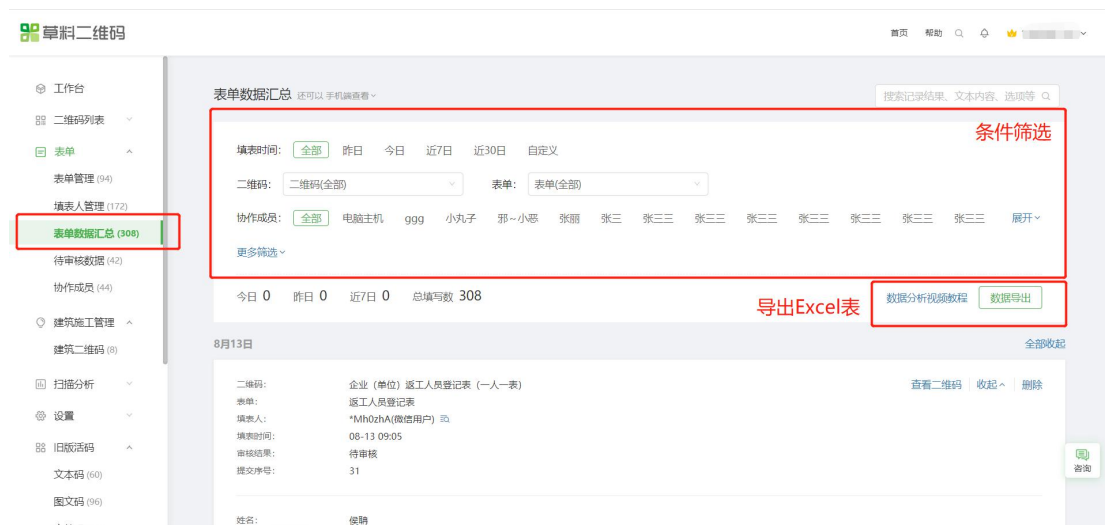 草料二维码
首页 帮助
工作台
二维码列表
表单
表单管理 (94)
填表人管理 (172)
表单数据汇总 (308)
待审核数据 (42)
协作成员 (44)
建筑施工管理
建筑二维码 (8)
扫描分析
设置
旧版活码
文本码 (60)
图文码 (96)
表单数据汇总 还可以 手机端查看
搜索记录结果、文本内容、选项等
条件筛选
填表时间: 全部 昨日 今日 近7日 近30日 自定义
二维码: 二维码(全部) 表单: 表单(全部)
协作成员: 全部 电脑主机 ggg 小丸子 邪~小恶 张丽 张三 张三三 张三三 张三三 张三三 张三三 张三三 张三三 展开
更多筛选
今日 0 昨日 0 近7日 0 总填写数 308
导出Excel表
数据分析视频教程 数据导出
8月13日 全部收起
二维码: 企业（单位）返工人员登记表（一人一表）
查看二维码 收起 删除
表单: 返工人员登记表
填表人: *Mh0zhA(微信用户)
填表时间: 08-13 09:05
审核结果: 待审核
提交序号: 31
姓名: 侯聃
咨询